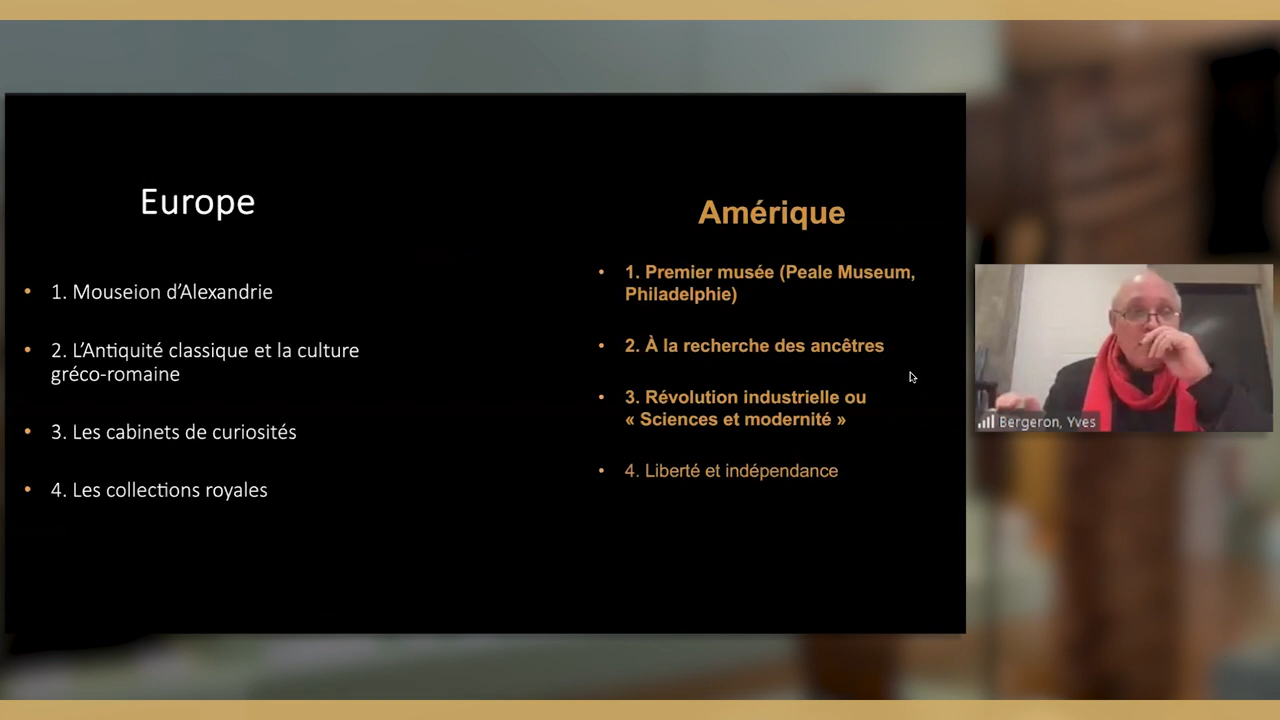 Europe
1. Mouseion d’Alexandrie
2. L’Antiquité classique et la culture
gréco-romaine
3. Les cabinets de curiosités
4. Les collections royales
Amérique
1. Premier musée (Peale Museum,
Philadelphie)
2. À la recherche des ancêtres
3. Révolution industrielle ou
« Sciences et modernité »
4. Liberté et indépendance
Bergeron, Yves